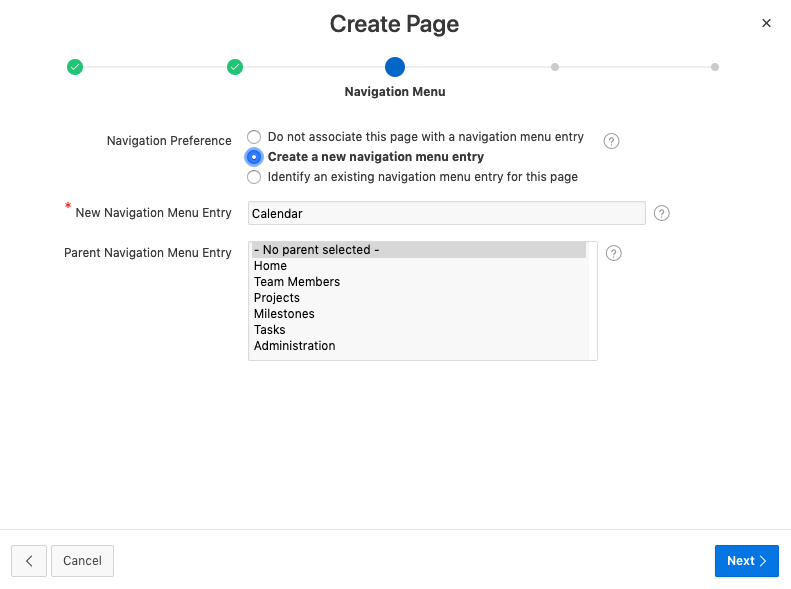 Create Page
Navigation Menu
Navigation Preference
Do not associate this page with a navigation menu entry
Create a new navigation menu entry
Identify an existing navigation menu entry for this page
* New Navigation Menu Entry
Calendar
Parent Navigation Menu Entry
- No parent selected -
Home
Team Members
Projects
Milestones
Tasks
Administration
Cancel
Next